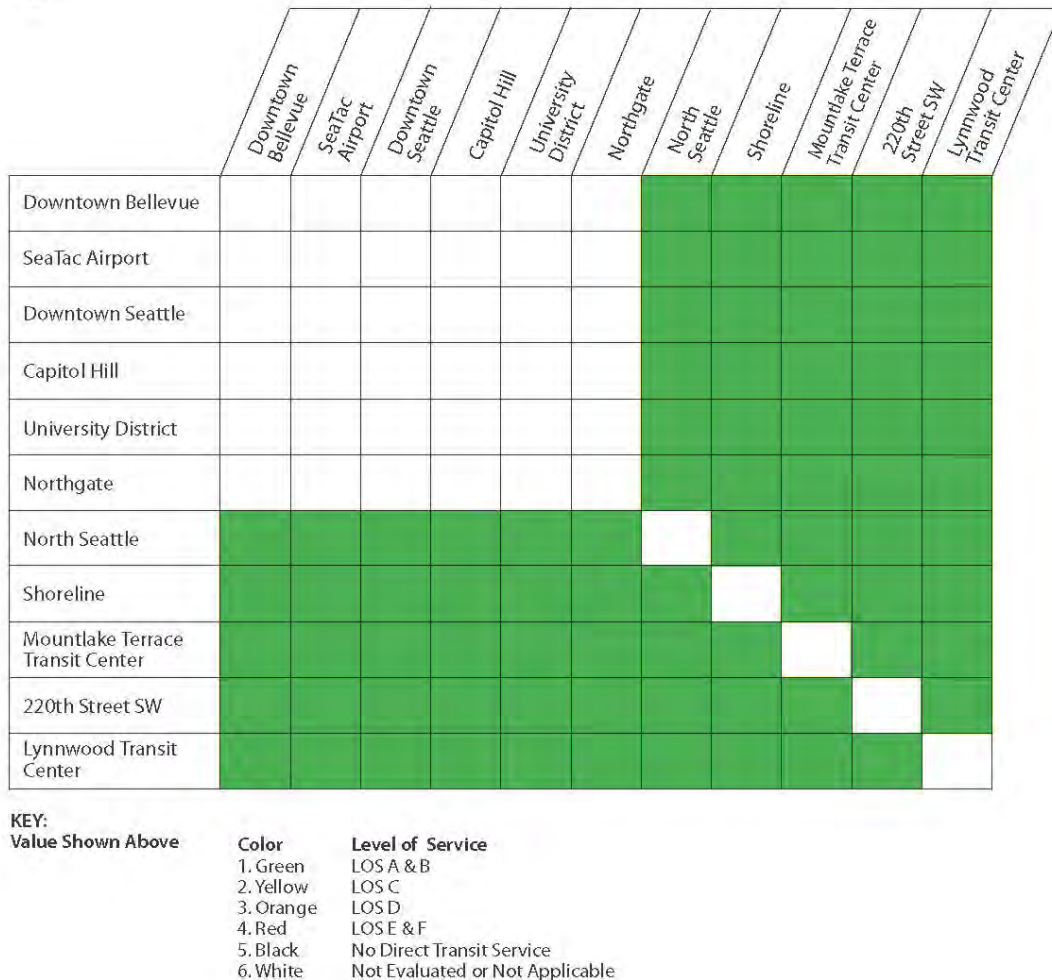 Downtown
Bellevue
SeaTac
Airport
Downtown
Seattle
Capitol Hill
University
District
Northgate
North
Seattle
Shoreline
Mountlake Terrace
Transit Center
220th
Street SW
Lynnwood
Transit Center
Downtown Bellevue
SeaTac Airport
Downtown Seattle
Capitol Hill
University District
Northgate
North Seattle
Shoreline
Mountlake Terrace
Transit Center
220th Street SW
Lynnwood Transit
Center
KEY:
Value Shown Above
Color Level of Service
1. Green LOS A & B
2. Yellow LOS C
3. Orange LOS D
4. Red LOS E & F
5. Black No Direct Transit Service
6. White Not Evaluated or Not Applicable